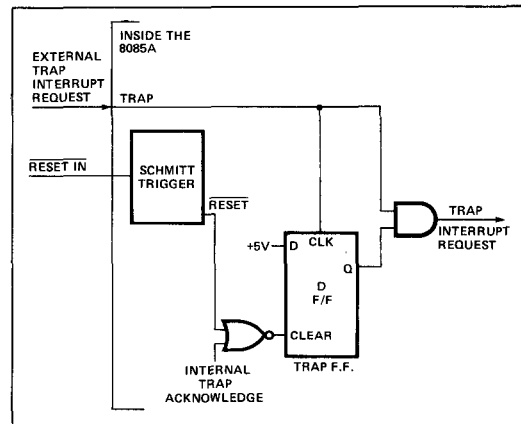 INSIDE THE
8085A
EXTERNAL
TRAP
INTERRUPT
REQUEST
TRAP
RESET IN
SCHMITT
TRIGGER
RESET
TRAP
INTERRUPT
REQUEST
+5V
D
CLK
Q
D
F/F
CLEAR
TRAP F.F.
INTERNAL
TRAP
ACKNOWLEDGE